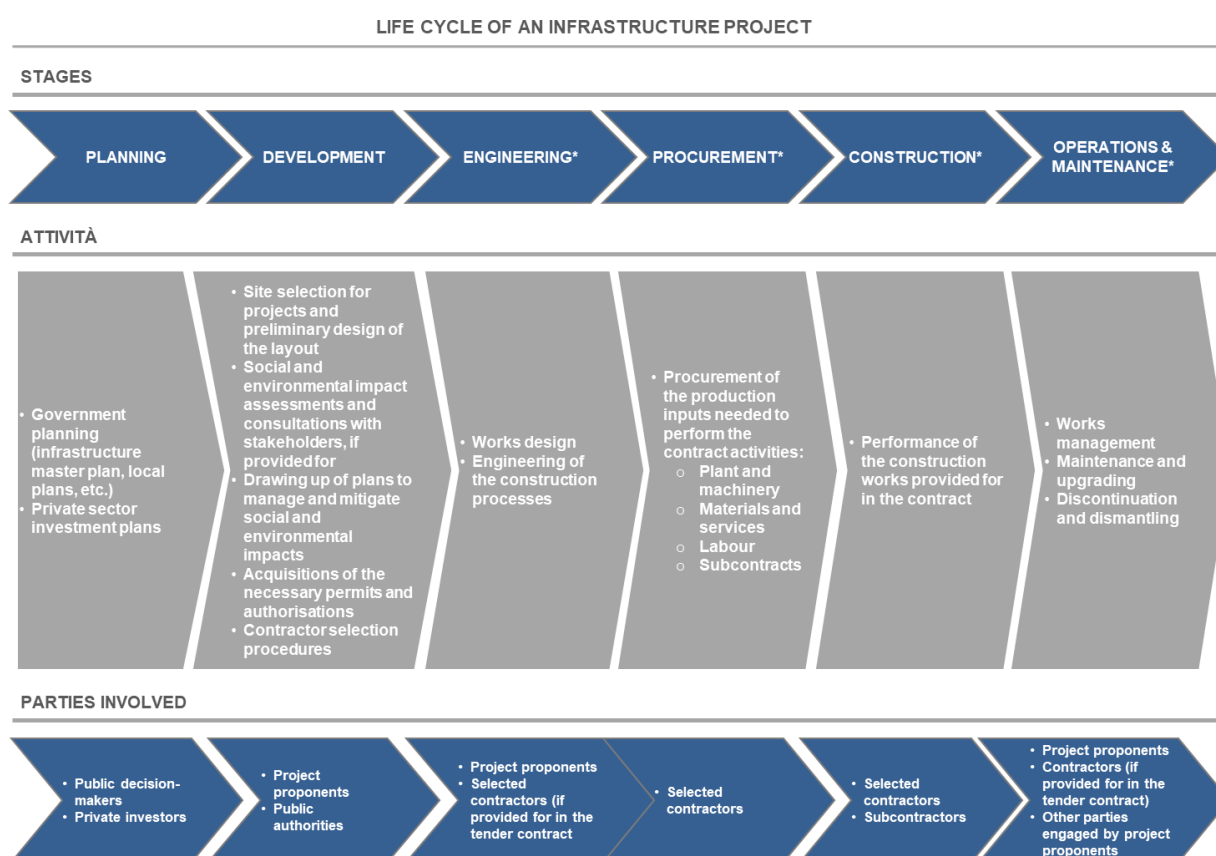 LIFE CYCLE OF AN INFRASTRUCTURE PROJECT
STAGES
PLANNING
DEVELOPMENT
ENGINEERING*
PROCUREMENT*
CONSTRUCTION*
OPERATIONS &
MAINTENANCE*
ATTIVITÀ
• Government
planning
(infrastructure
master plan, local
plans, etc.)
• Private sector
investment plans
• Site selection for
projects and
preliminary design of
the layout
• Social and
environmental impact
assessments and
consultations with
stakeholders, if
provided for
• Drawing up of plans to
manage and mitigate
social and
environmental
impacts
• Acquisitions of the
necessary permits and
authorisations
• Contractor selection
procedures
• Works design
• Engineering of
the construction
processes
• Procurement of
the production
inputs needed to
perform the
contract activities:
o Plant and
machinery
o Materials and
services
o Labour
o Subcontracts
• Performance of
the construction
works provided for
in the contract
• Works
management
• Maintenance and
upgrading
• Discontinuation
and dismantling
PARTIES INVOLVED
• Public decision-
makers
• Private investors
• Project
proponents
• Public
authorities
• Project proponents
• Selected
contractors (if
provided for in the
tender contract
• Selected
contractors
• Selected
contractors
• Subcontractors
• Project proponents
• Contractors (if
provided for in the
tender contract)
• Other parties
engaged by project
proponents